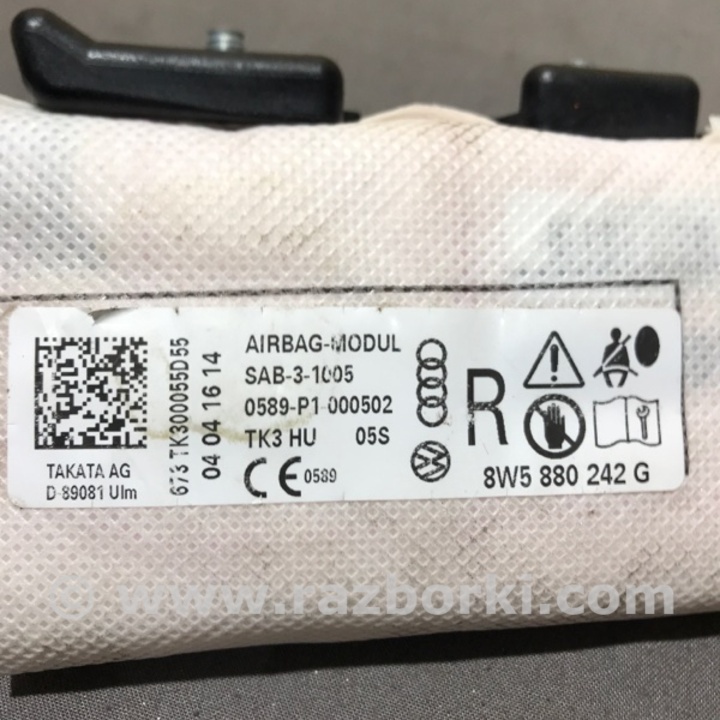 AIRBAG-MODUL
SAB-3-1005
0589-P1 000502
TK3 HU 05S
CE 0589
TAKATA AG
D-89081 Ulm
673 TK300055D55
04 04 16 14
R
8W5 880 242 G
www.razborki.com